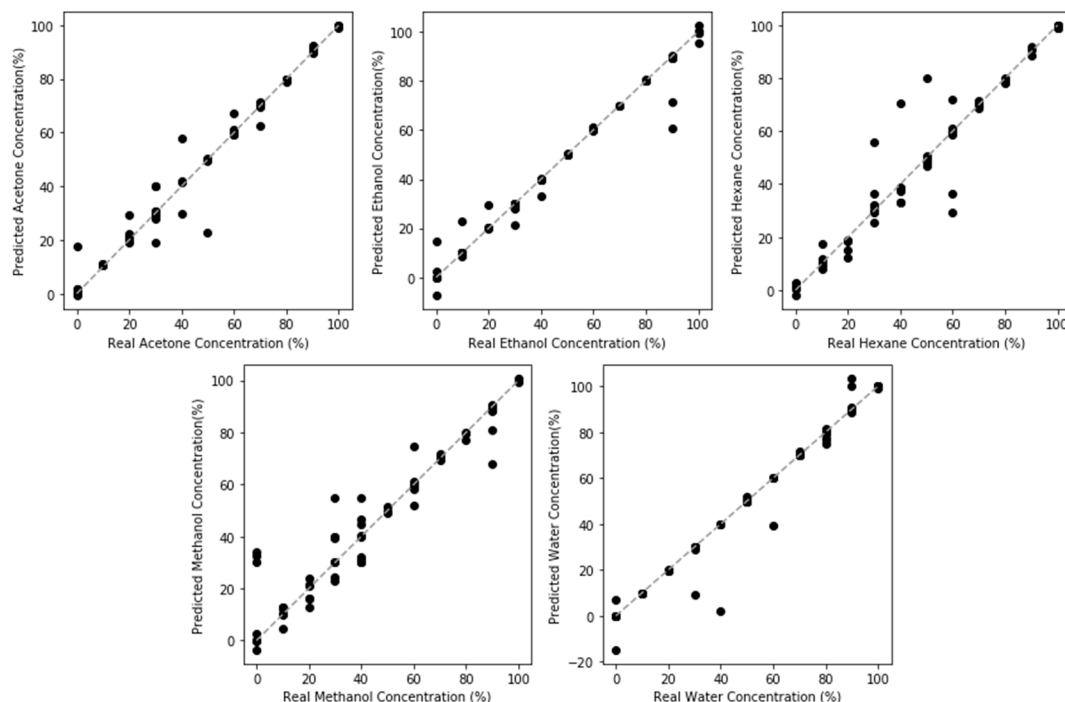 Predicted Acetone Concentration(%)
100
80
60
40
20
0
0 20 40 60 80 100
Real Acetone Concentration (%)
Predicted Ethanol Concentration(%)
100
80
60
40
20
0
0 20 40 60 80 100
Real Ethanol Concentration (%)
Predicted Hexane Concentration(%)
100
80
60
40
20
0
0 20 40 60 80 100
Real Hexane Concentration (%)
Predicted Methanol Concentration(%)
100
80
60
40
20
0
0 20 40 60 80 100
Real Methanol Concentration (%)
Predicted Water Concentration(%)
100
80
60
40
20
0
−20
0 20 40 60 80 100
Real Water Concentration (%)